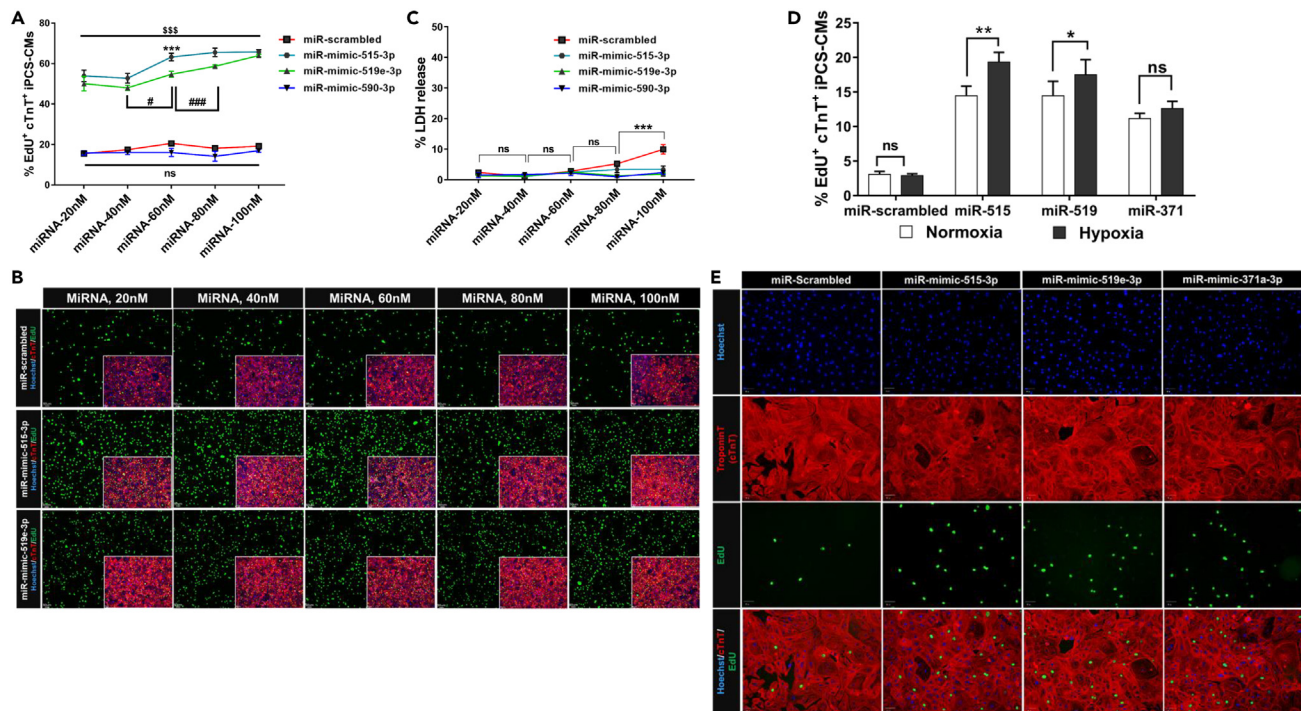 A
% EdU+ cTnT+ iPCS-CMs
80
60
40
20
0
$$$
***
#
###
ns
miRNA-20nM
miRNA-40nM
miRNA-60nM
miRNA-80nM
miRNA-100nM
miR-scrambled
miR-mimic-515-3p
miR-mimic-519e-3p
miR-mimic-590-3p
C
% LDH release
50
40
30
20
10
0
ns
ns
ns
***
miRNA-20nM
miRNA-40nM
miRNA-60nM
miRNA-80nM
miRNA-100nM
miR-scrambled
miR-mimic-515-3p
miR-mimic-519e-3p
miR-mimic-590-3p
D
% EdU+ cTnT+ iPCS-CMs
25
20
15
10
5
0
ns
**
*
ns
miR-scrambled
miR-515
miR-519
miR-371
Normoxia
Hypoxia
B
MiRNA, 20nM
MiRNA, 40nM
MiRNA, 60nM
MiRNA, 80nM
MiRNA, 100nM
miR-scrambled
Hoechst/cTnT/EdU
miR-mimic-515-3p
Hoechst/cTnT/EdU
miR-mimic-519e-3p
Hoechst/cTnT/EdU
E
miR-Scrambled
miR-mimic-515-3p
miR-mimic-519e-3p
miR-mimic-371a-3p
Hoechst
TroponinT
(cTnT)
EdU
Hoechst/cTnT/
EdU